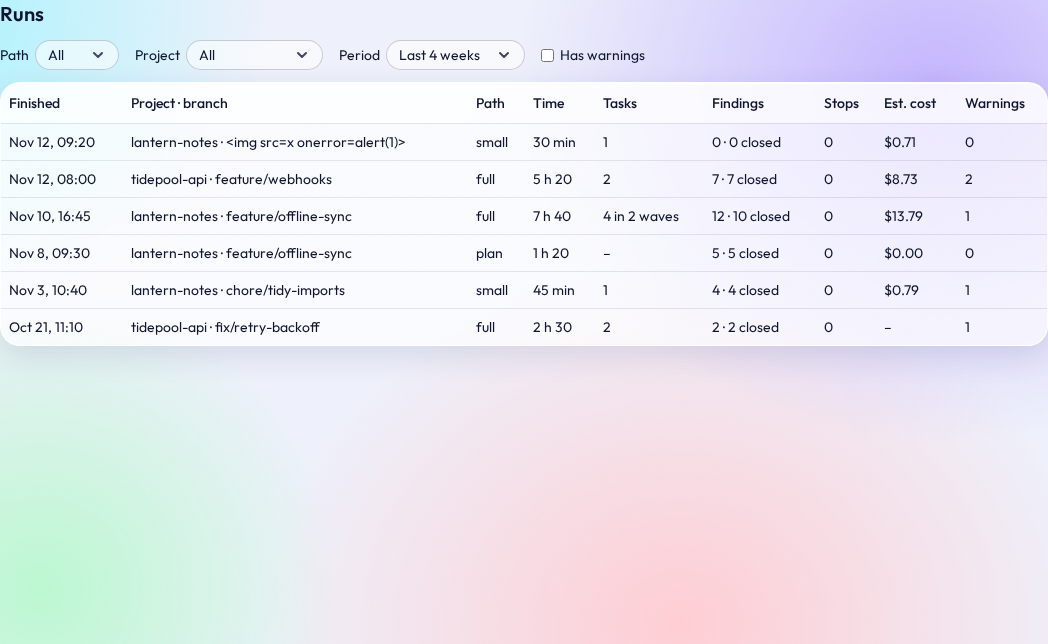 Runs
Path All Project All Period Last 4 weeks Has warnings
Finished Project · branch Path Time Tasks Findings Stops Est. cost Warnings
Nov 12, 09:20 lantern-notes · <img src=x onerror=alert(1)> small 30 min 1 0 · 0 closed 0 $0.71 0
Nov 12, 08:00 tidepool-api · feature/webhooks full 5 h 20 2 7 · 7 closed 0 $8.73 2
Nov 10, 16:45 lantern-notes · feature/offline-sync full 7 h 40 4 in 2 waves 12 · 10 closed 0 $13.79 1
Nov 8, 09:30 lantern-notes · feature/offline-sync plan 1 h 20 – 5 · 5 closed 0 $0.00 0
Nov 3, 10:40 lantern-notes · chore/tidy-imports small 45 min 1 4 · 4 closed 0 $0.79 1
Oct 21, 11:10 tidepool-api · fix/retry-backoff full 2 h 30 2 2 · 2 closed 0 – 1